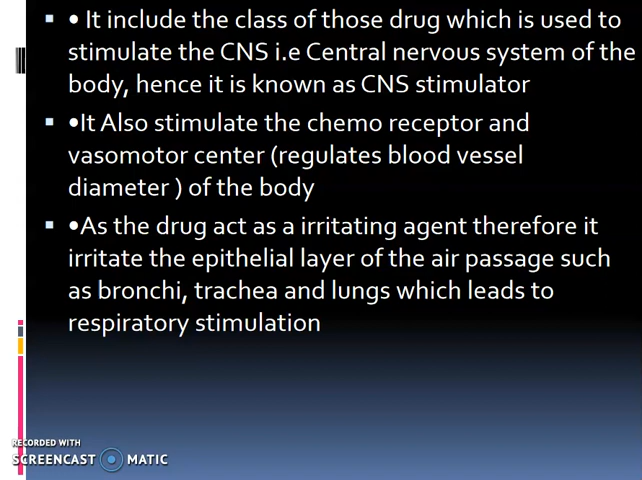 • It include the class of those drug which is used to
stimulate the CNS i.e Central nervous system of the
body, hence it is known as CNS stimulator
•It Also stimulate the chemo receptor and
vasomotor center (regulates blood vessel
diameter ) of the body
•As the drug act as a irritating agent therefore it
irritate the epithelial layer of the air passage such
as bronchi, trachea and lungs which leads to
respiratory stimulation
RECORDED WITH
SCREENCAST MATIC